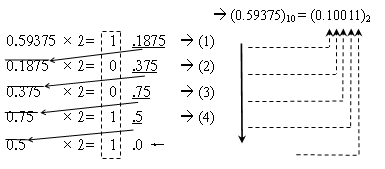 → (0.59375)₁₀ = (0.10011)₂
0.59375 × 2= 1 .1875 → (1)
0.1875 × 2= 0 .375 → (2)
0.375 × 2= 0 .75 → (3)
0.75 × 2= 1 .5 → (4)
0.5 × 2= 1 .0 ←